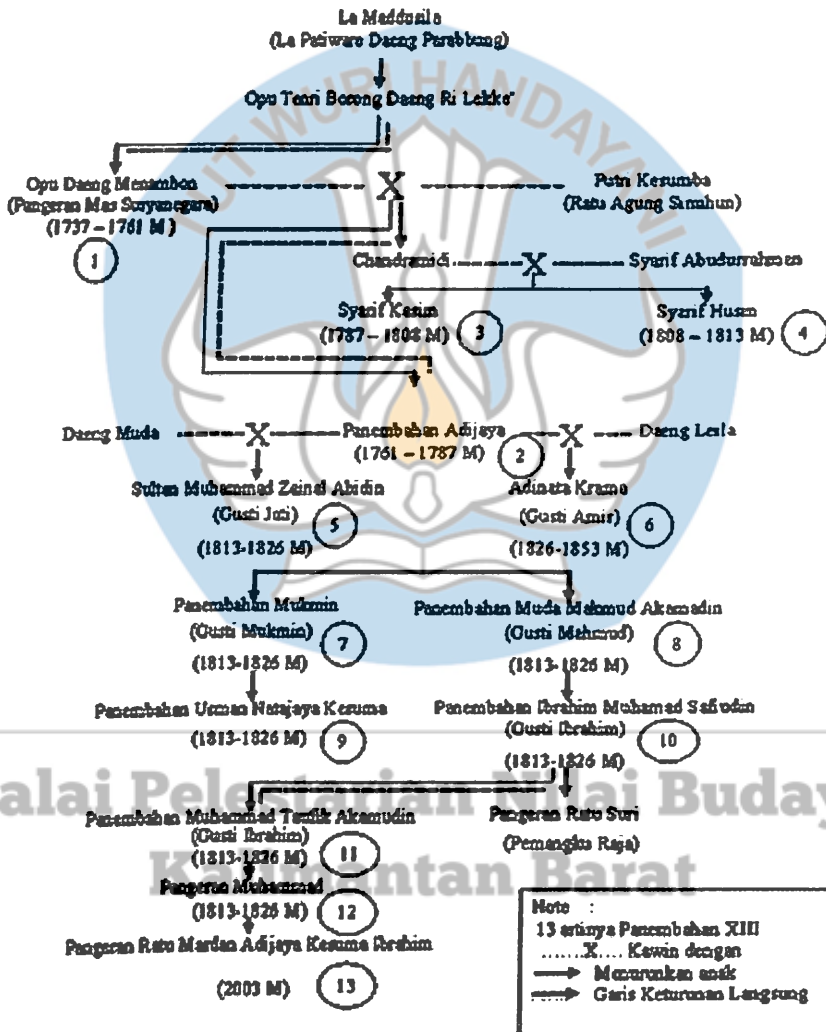 La Maddusila
(La Patiware Daeng Parabbung)
Opu Tenri Borong Daeng Ri Lekke'
TUT WURI HANDAYANI
Opu Daeng Menambon
(Pangeran Mas Suryanegara)
(1737 – 1761 M)
1
X
Putri Kesumba
(Ratu Agung Sinuhun)
Chandramidi
X
Syarif Abudurrahman
Syarif Kasim
(1787 – 1808 M)
3
Syarif Husen
(1808 – 1813 M)
4
Daeng Muda
X
Panembahan Adijaya
(1761 – 1787 M)
2
X
Daeng Leila
Sultan Muhammad Zainal Abidin
(Gusti Jati)
5
(1813-1826 M)
Adinata Krama
(Gusti Amir)
6
(1826-1853 M)
Panembahan Mukmin
(Gusti Mukmin)
7
(1813-1826 M)
Panembahan Muda Mahmud Akamadin
(Gusti Mahmud)
8
(1813-1826 M)
Panembahan Usman Natajaya Kesuma
(1813-1826 M)
9
Panembahan Ibrahim Muhamad Safiudin
(Gusti Ibrahim)
10
(1813-1826 M)
alai Pelestarian Nilai Buday
Kalimantan Barat
Panembahan Muhammad Taufik Akamudin
(Gusti Ibrahim)
(1813-1826 M)
11
Pangeran Ratu Suri
(Pemangku Raja)
Pangeran Muhammad
(1813-1826 M)
12
Pangeran Ratu Mardan Adijaya Kesuma Ibrahim
(2003 M)
13
Note :
13 artinya Panembahan XIII
.......X.... Kawin dengan
Menurunkan anak
Garis Keturunan Langsung